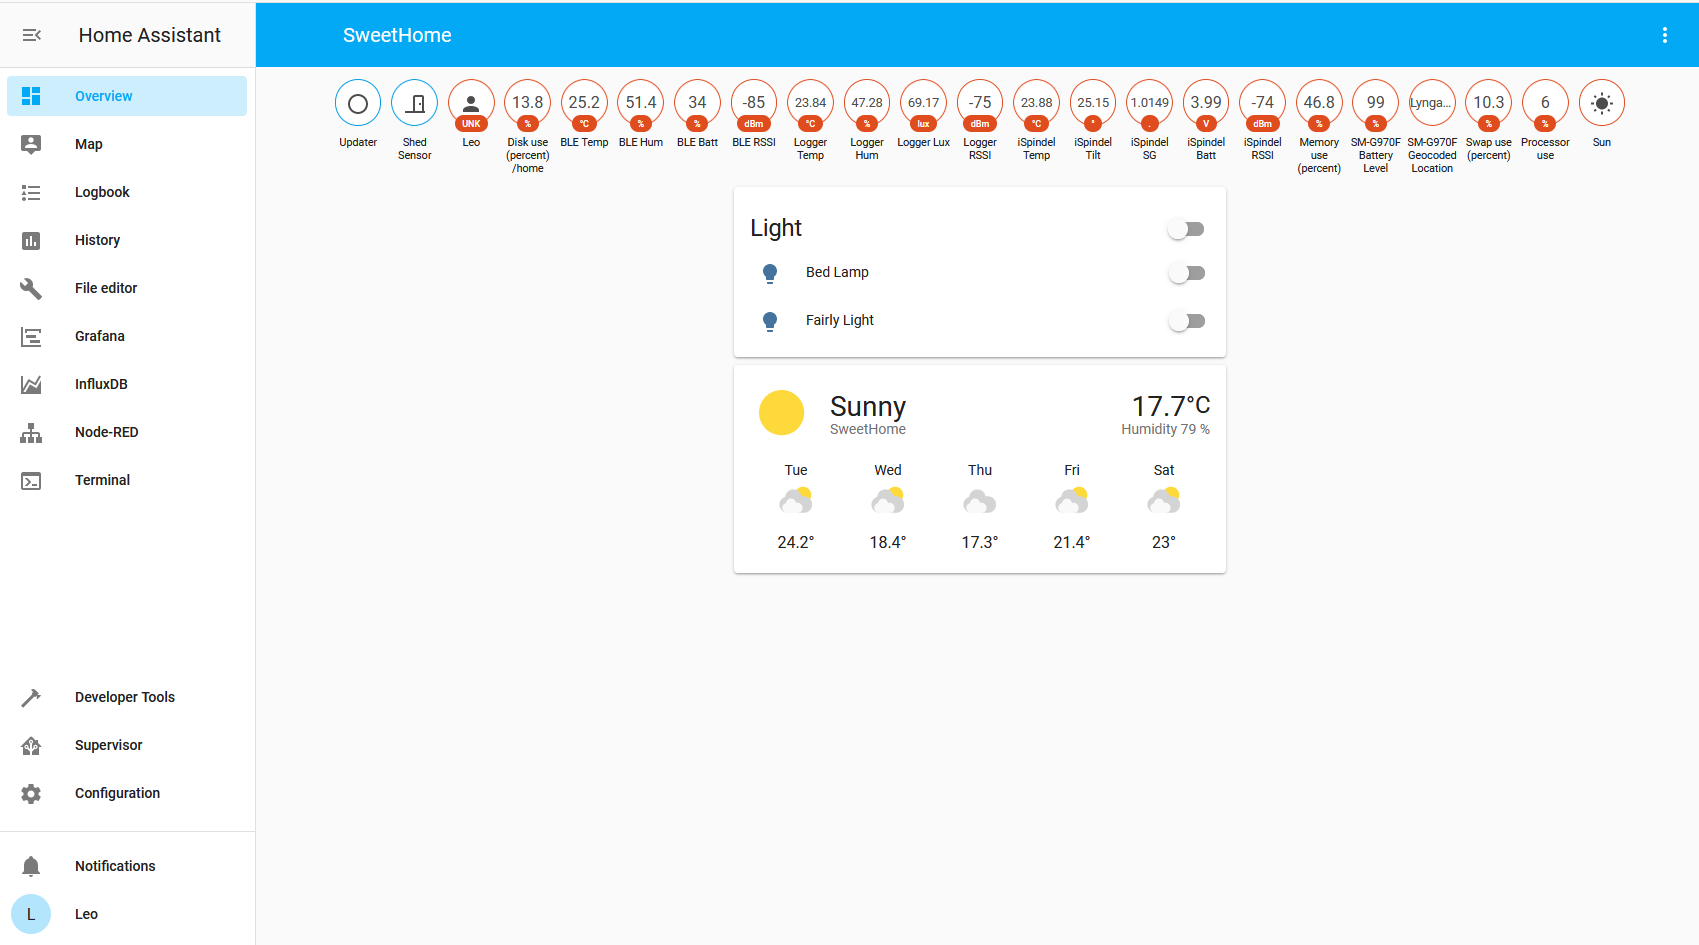 Home Assistant
SweetHome
Overview
Map
Logbook
History
File editor
Grafana
InfluxDB
Node-RED
Terminal
Developer Tools
Supervisor
Configuration
Notifications
L
Leo
Updater
Shed
Sensor
UNK
Leo
13.8
%
Disk use
(percent)
/home
25.2
°C
BLE Temp
51.4
%
BLE Hum
34
%
BLE Batt
-85
dBm
BLE RSSI
23.84
°C
Logger
Temp
47.28
%
Logger
Hum
69.17
lux
Logger Lux
-75
dBm
Logger
RSSI
23.88
°C
iSpindel
Temp
25.15
°
iSpindel
Tilt
1.0149
.
iSpindel
SG
3.99
V
iSpindel
Batt
-74
dBm
iSpindel
RSSI
46.8
%
Memory
use
(percent)
99
%
SM-G970F
Battery
Level
Lynga...
SM-G970F
Geocoded
Location
10.3
%
Swap use
(percent)
6
%
Processor
use
Sun
Light
Bed Lamp
Fairly Light
Sunny
SweetHome
17.7°C
Humidity 79 %
Tue Wed Thu Fri Sat
24.2° 18.4° 17.3° 21.4° 23°